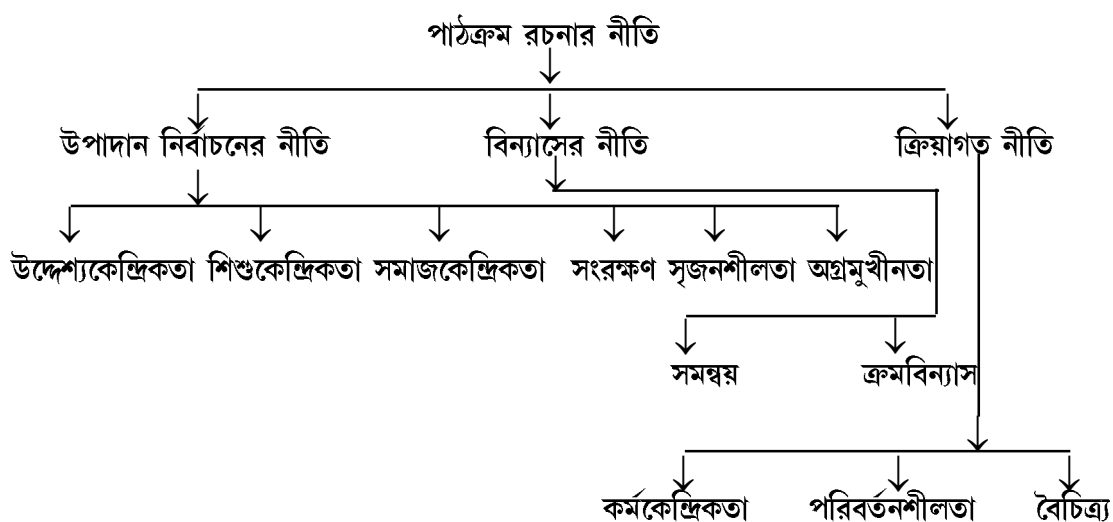 পাঠক্রম রচনার নীতি
উপাদান নির্বাচনের নীতি বিন্যাসের নীতি ক্রিয়াগত নীতি
উদ্দেশ্যকেন্দ্রিকতা শিশুকেন্দ্রিকতা সমাজকেন্দ্রিকতা সংরক্ষণ সৃজনশীলতা অগ্রমুখীনতা
সমন্বয় ক্রমবিন্যাস
কর্মকেন্দ্রিকতা পরিবর্তনশীলতা বৈচিত্র্য